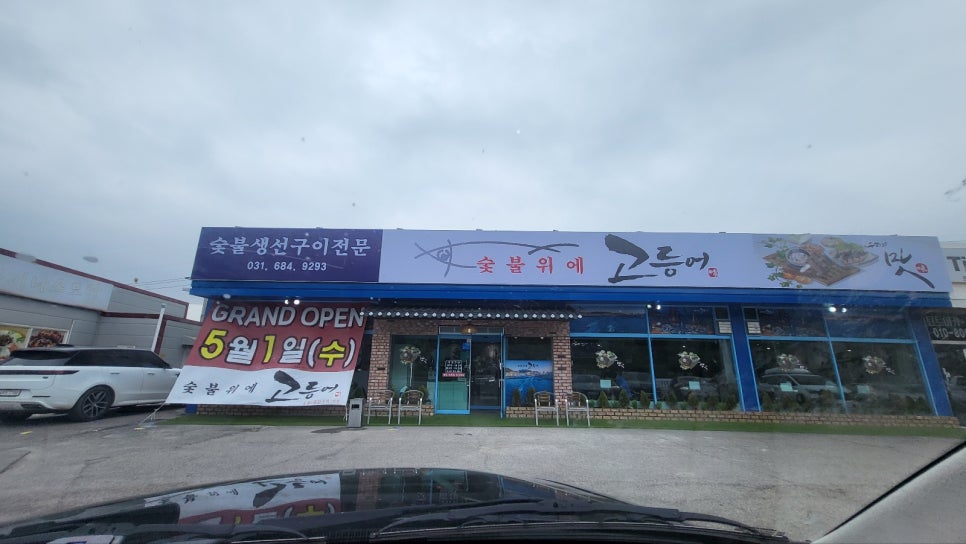 숯불생선구이전문
031, 684, 9293
숯불위에 고등어
맛
GRAND OPEN
5월1일(수)
숯불위에 고등어